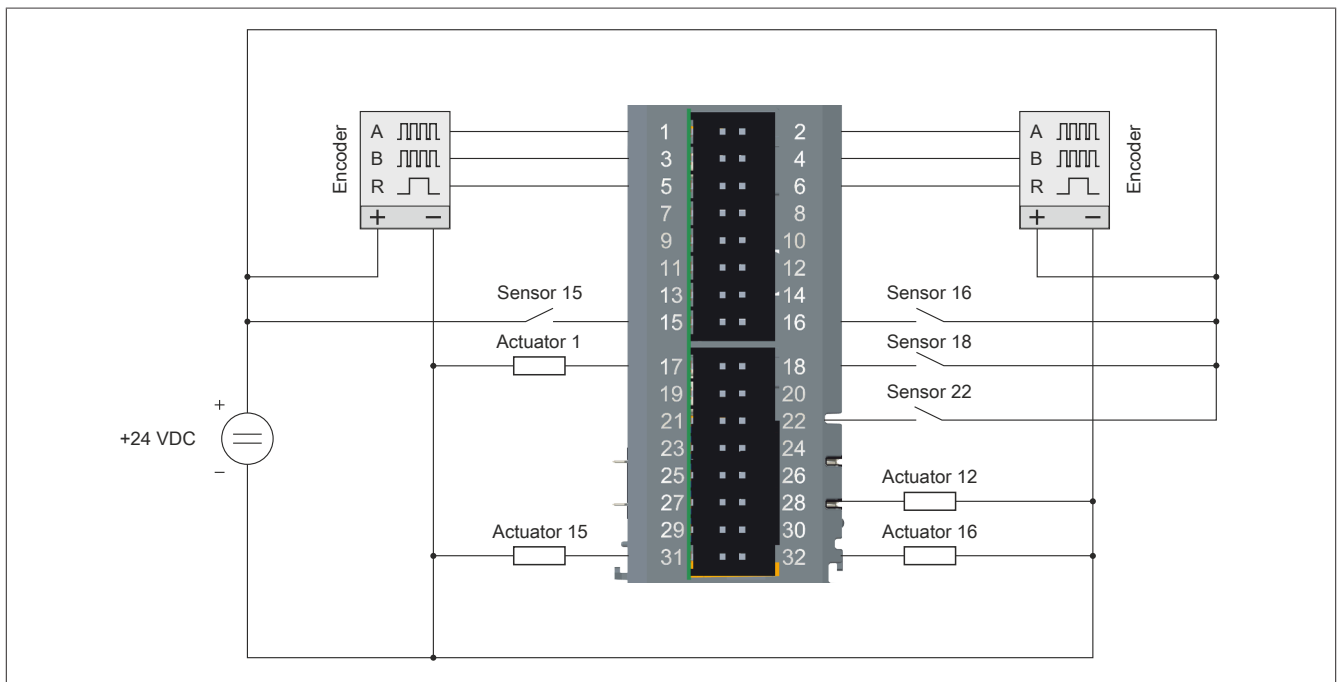 Encoder
A
B
R
+ −
1 2
3 4
5 6
7 8
9 10
11 12
13 14
15 16
17 18
19 20
21 22
23 24
25 26
27 28
29 30
31 32
A
B
R
+ −
Encoder
Sensor 15
Actuator 1
Sensor 16
Sensor 18
Sensor 22
+
+24 VDC
−
Actuator 12
Actuator 15
Actuator 16